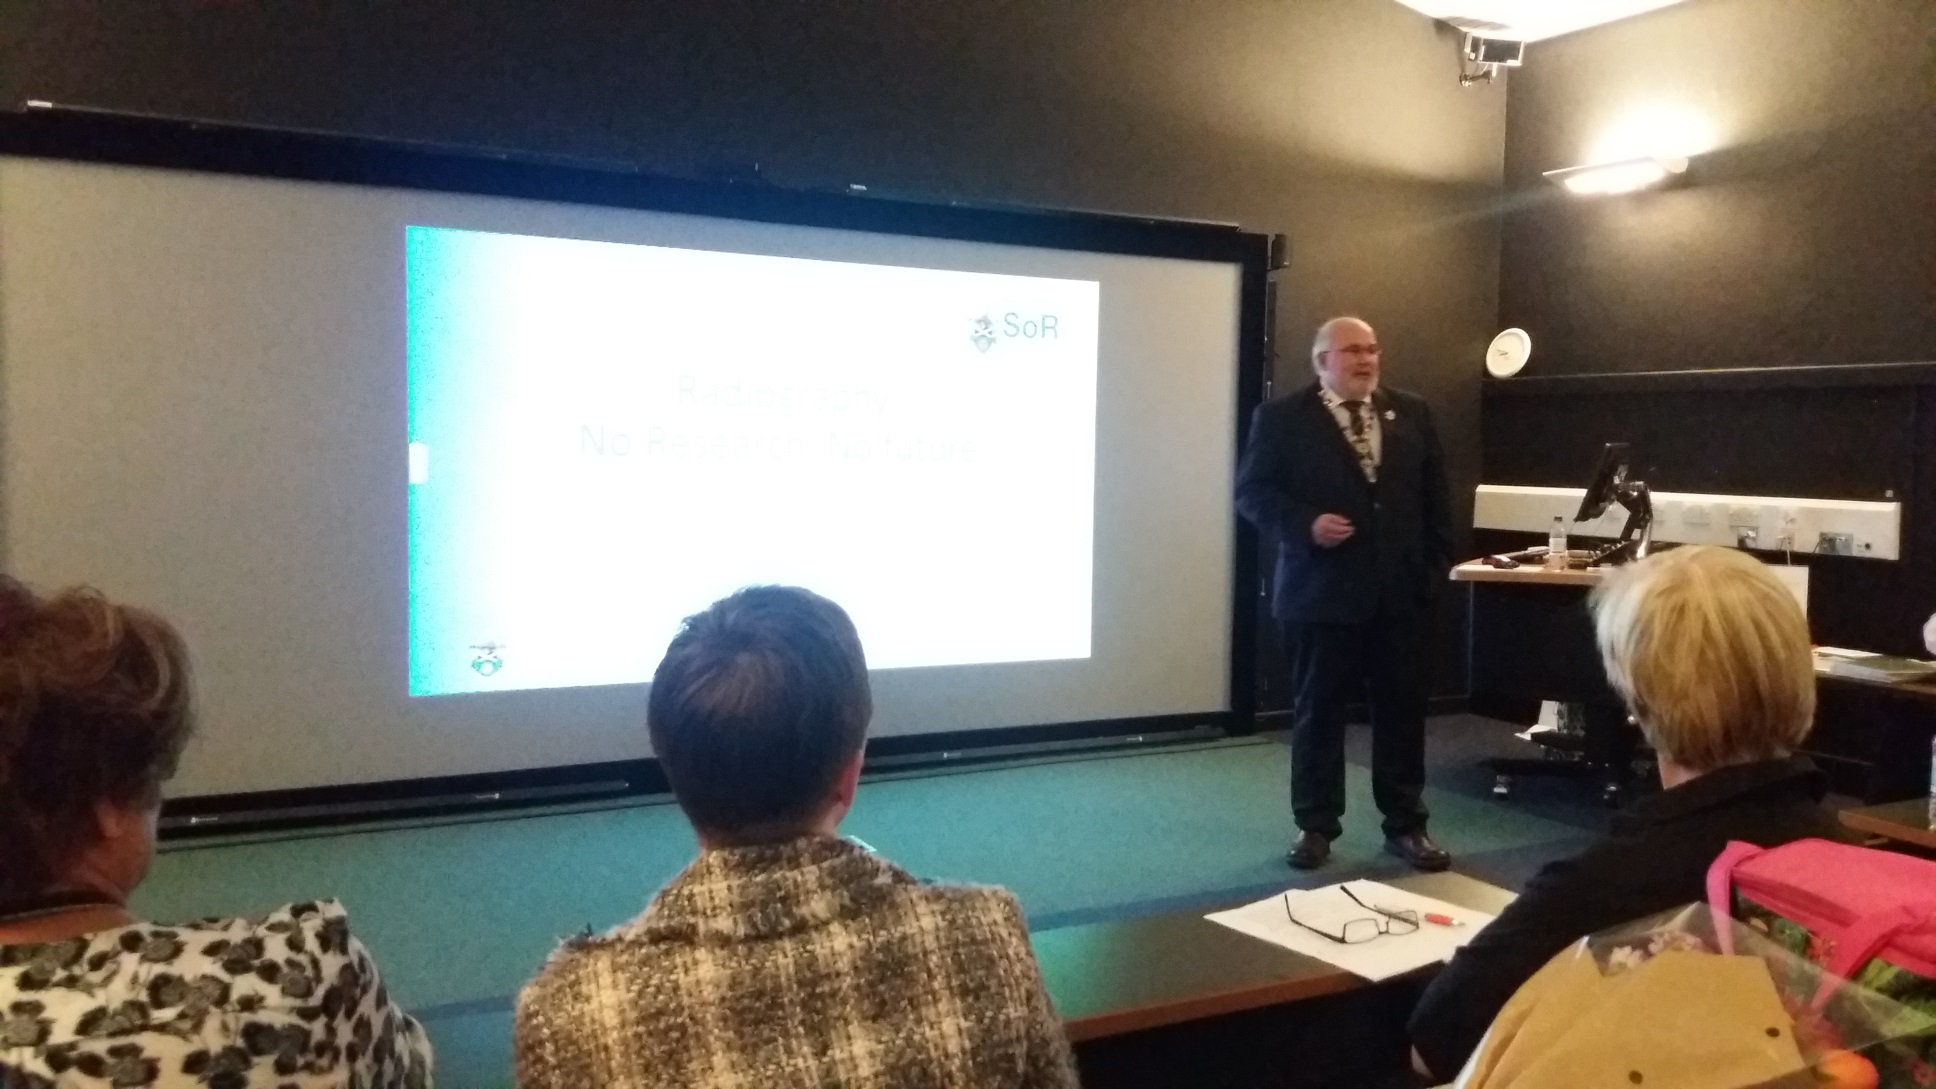 SoR
Radiography
No Research No future